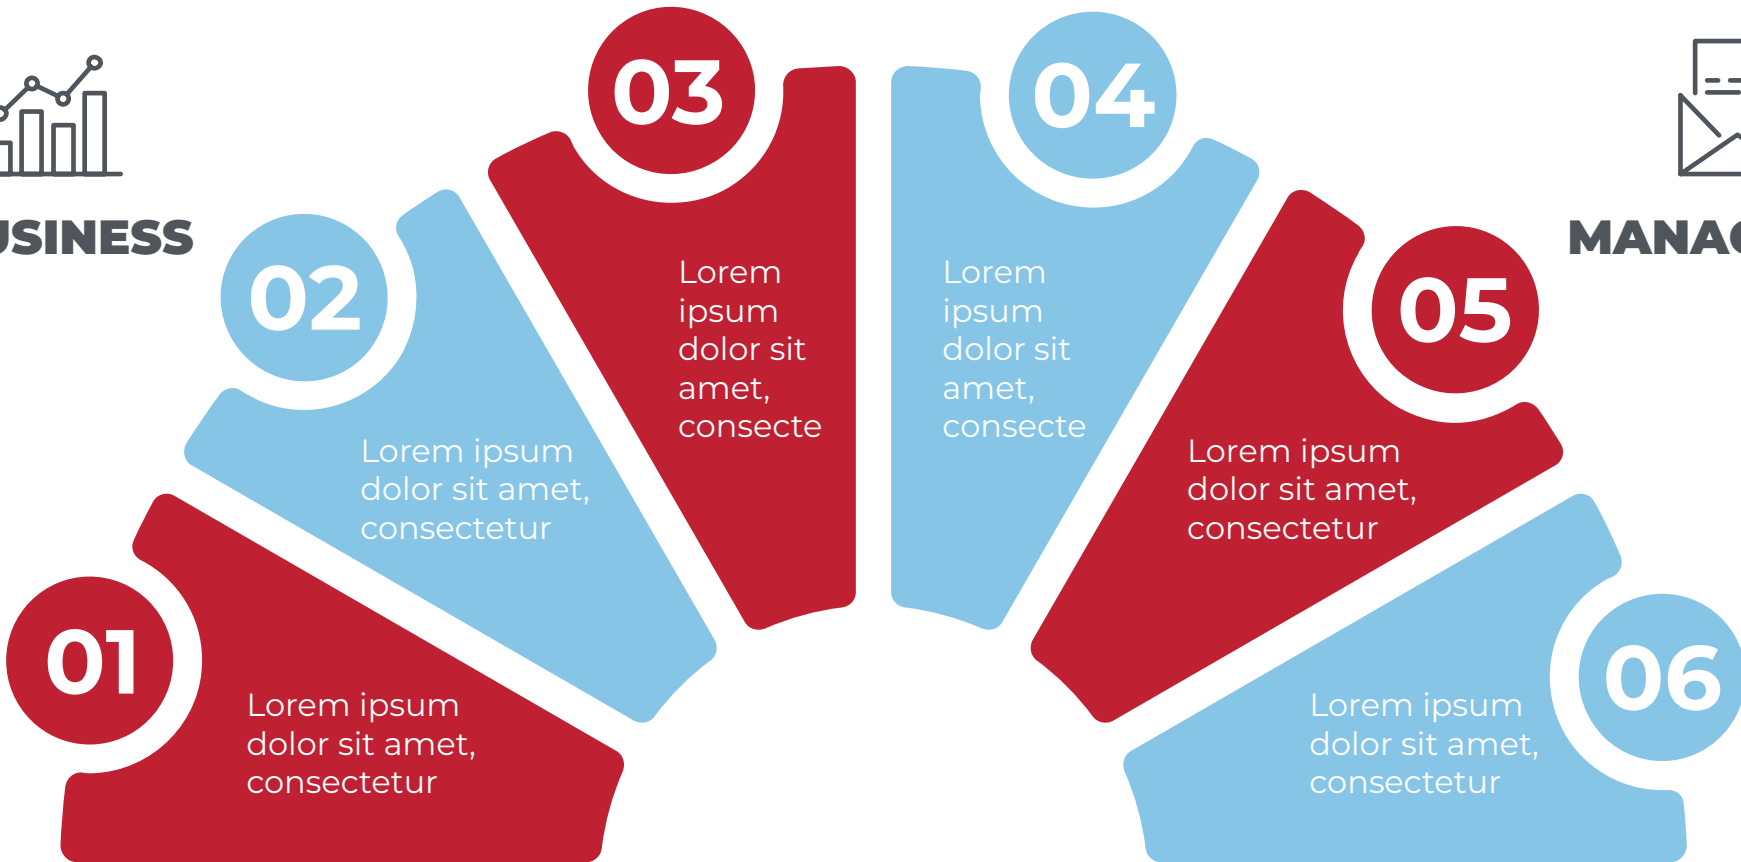 03
04
USINESS
MANAG
02
05
Lorem
ipsum
dolor sit
amet,
consecte
Lorem
ipsum
dolor sit
amet,
consecte
Lorem ipsum
dolor sit amet,
consectetur
Lorem ipsum
dolor sit amet,
consectetur
01
06
Lorem ipsum
dolor sit amet,
consectetur
Lorem ipsum
dolor sit amet,
consectetur